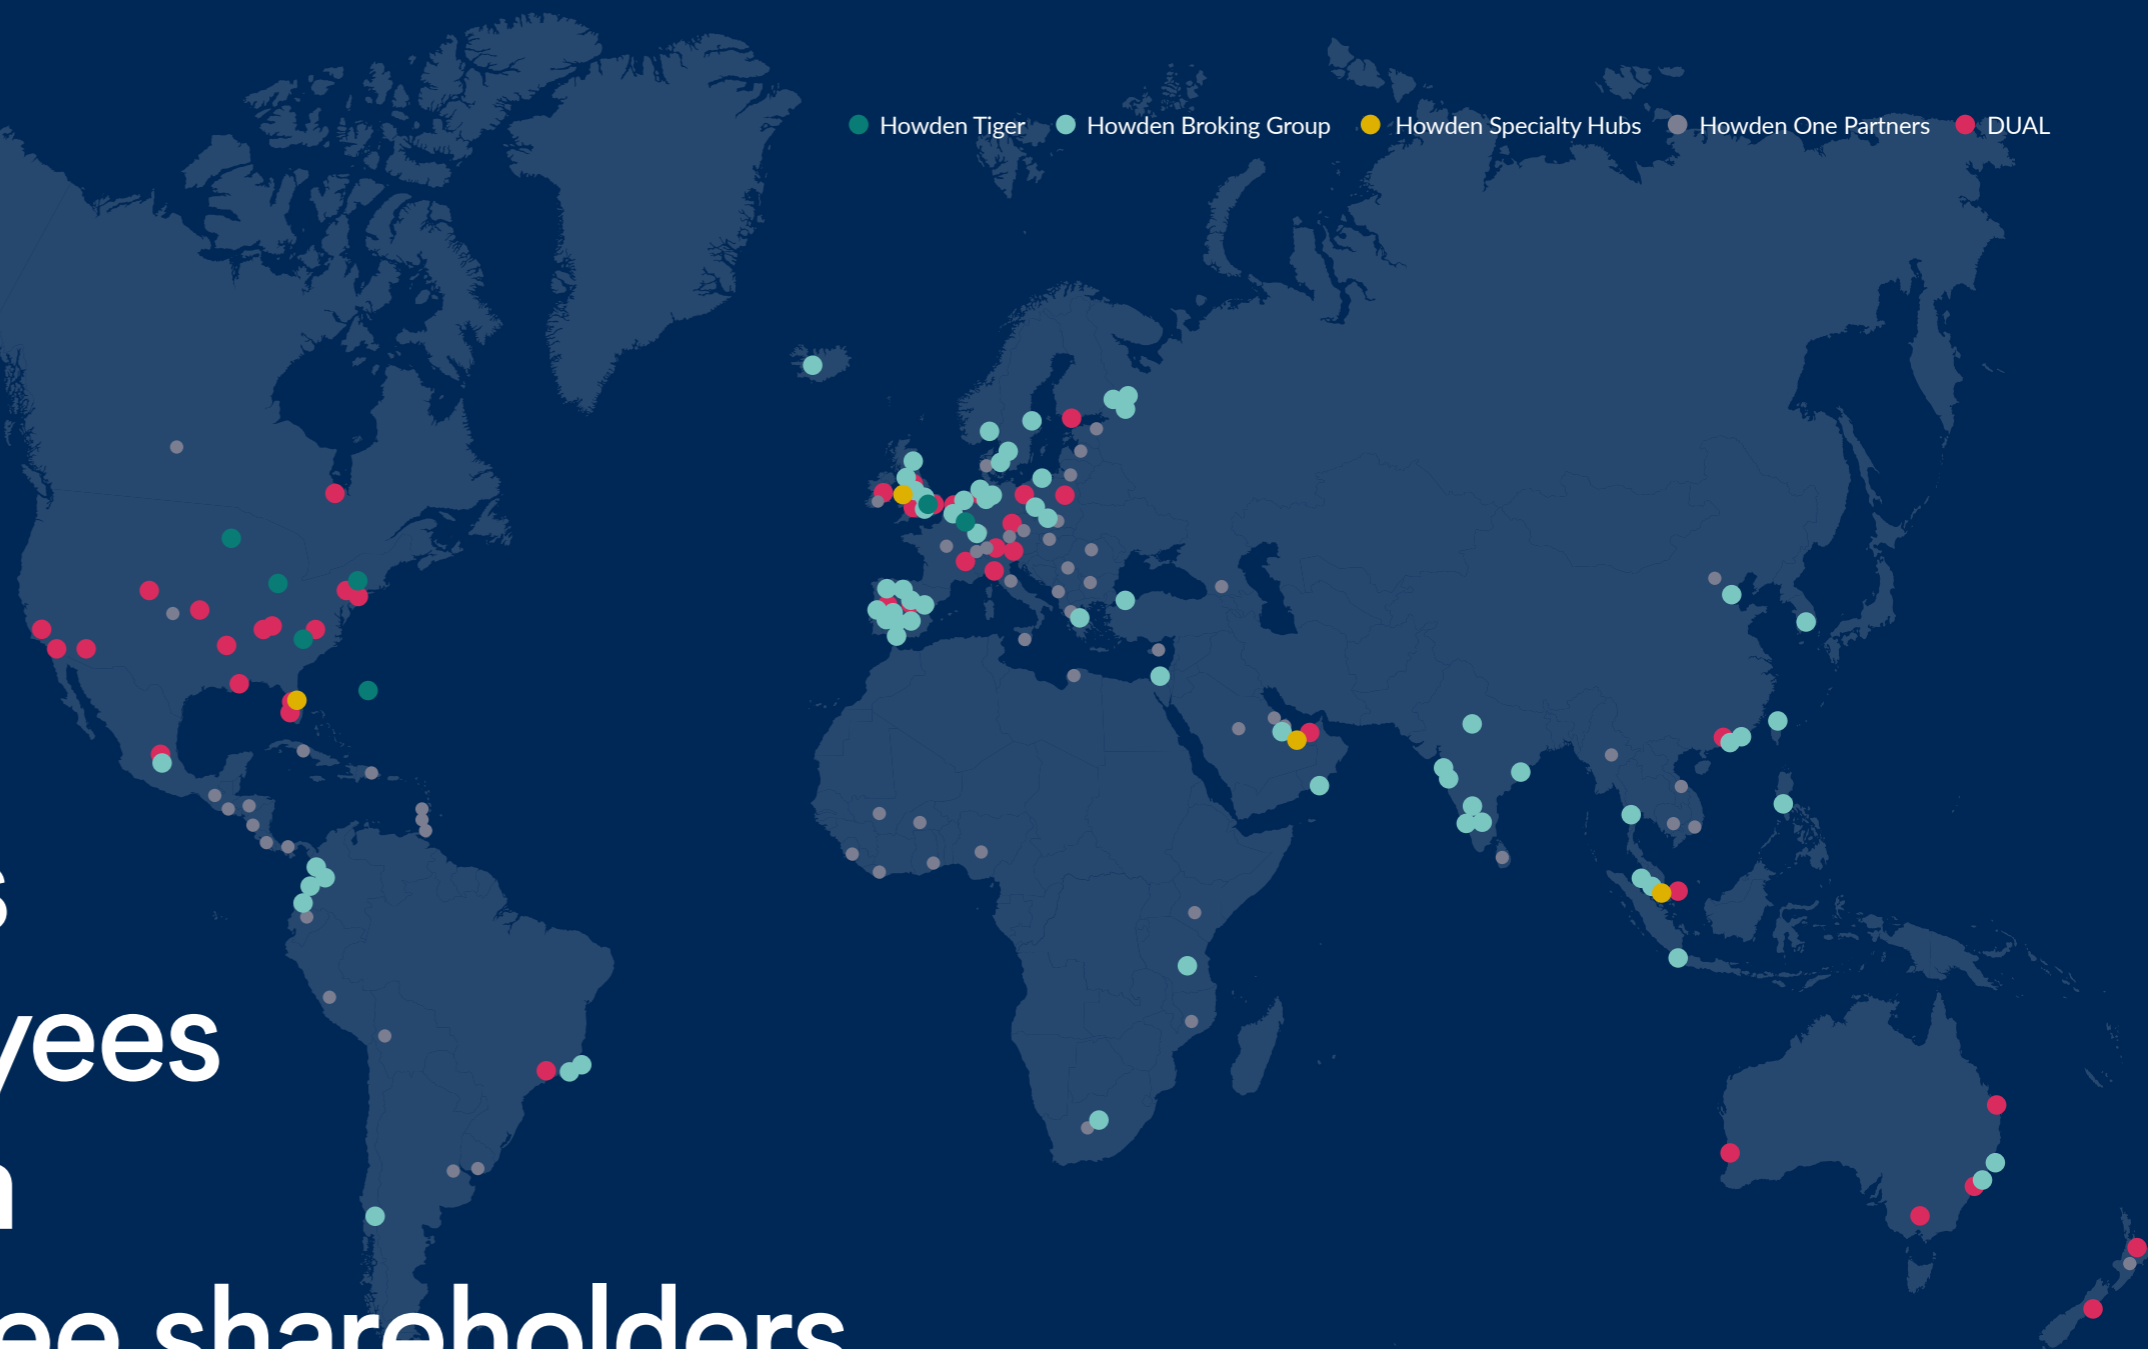 Howden Tiger Howden Broking Group Howden Specialty Hubs Howden One Partners DUAL
s
yees
ee shareholders